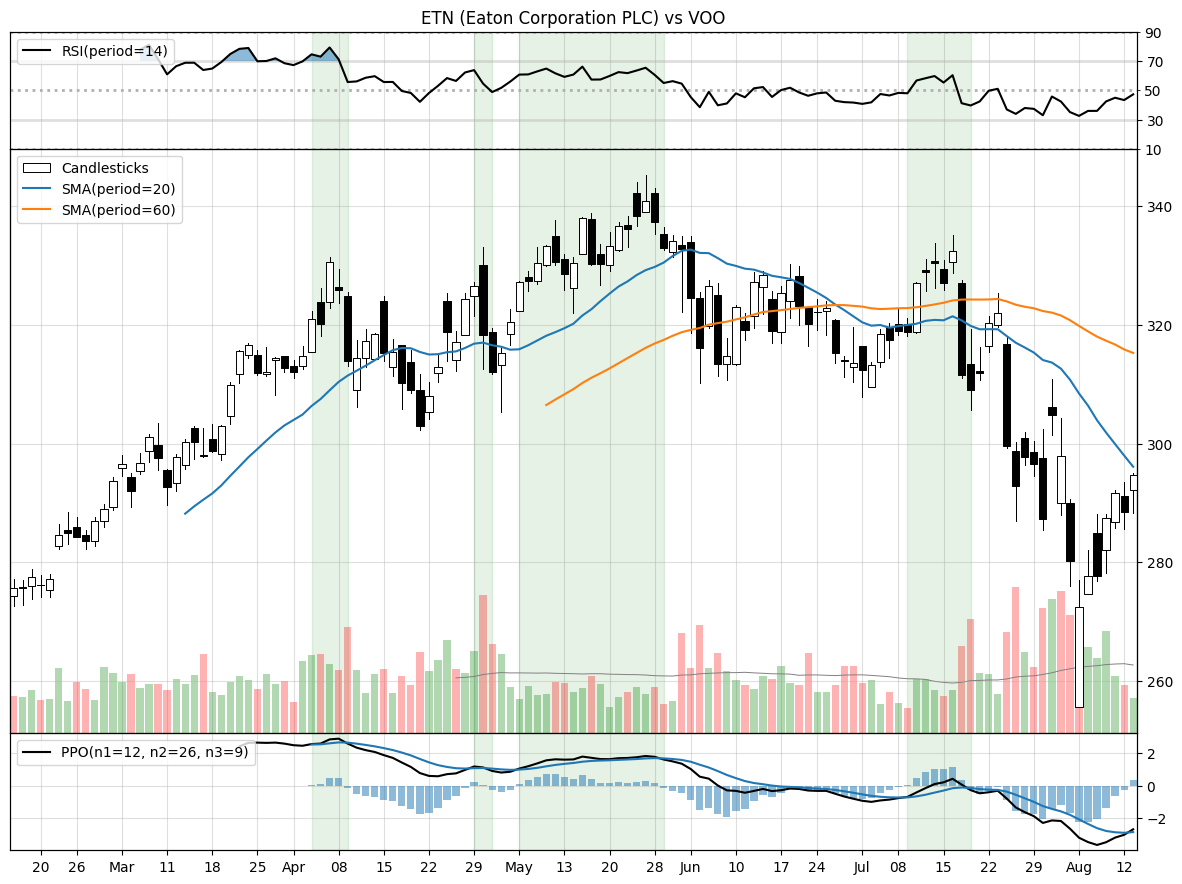 ETN (Eaton Corporation PLC) vs VOO
RSI(period=14)
90
70
50
30
10
Candlesticks
SMA(period=20)
SMA(period=60)
340
320
300
280
260
PPO(n1=12, n2=26, n3=9)
2
0
−2
20 26 Mar 11 18 25 Apr 08 15 22 29 May 13 20 28 Jun 10 17 24 Jul 08 15 22 29 Aug 12